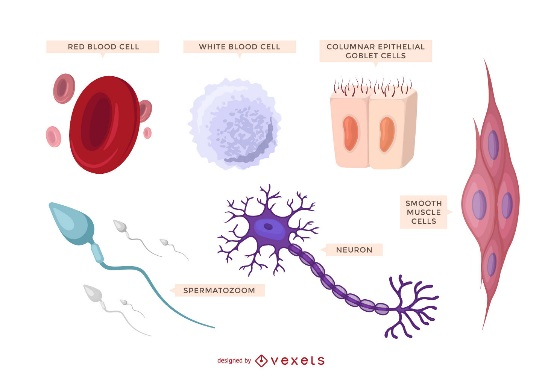 RED BLOOD CELL
WHITE BLOOD CELL
COLUMNAR EPITHELIAL
GOBLET CELLS
SMOOTH
MUSCLE
CELLS
NEURON
SPERMATOZOOM
designed by vexels